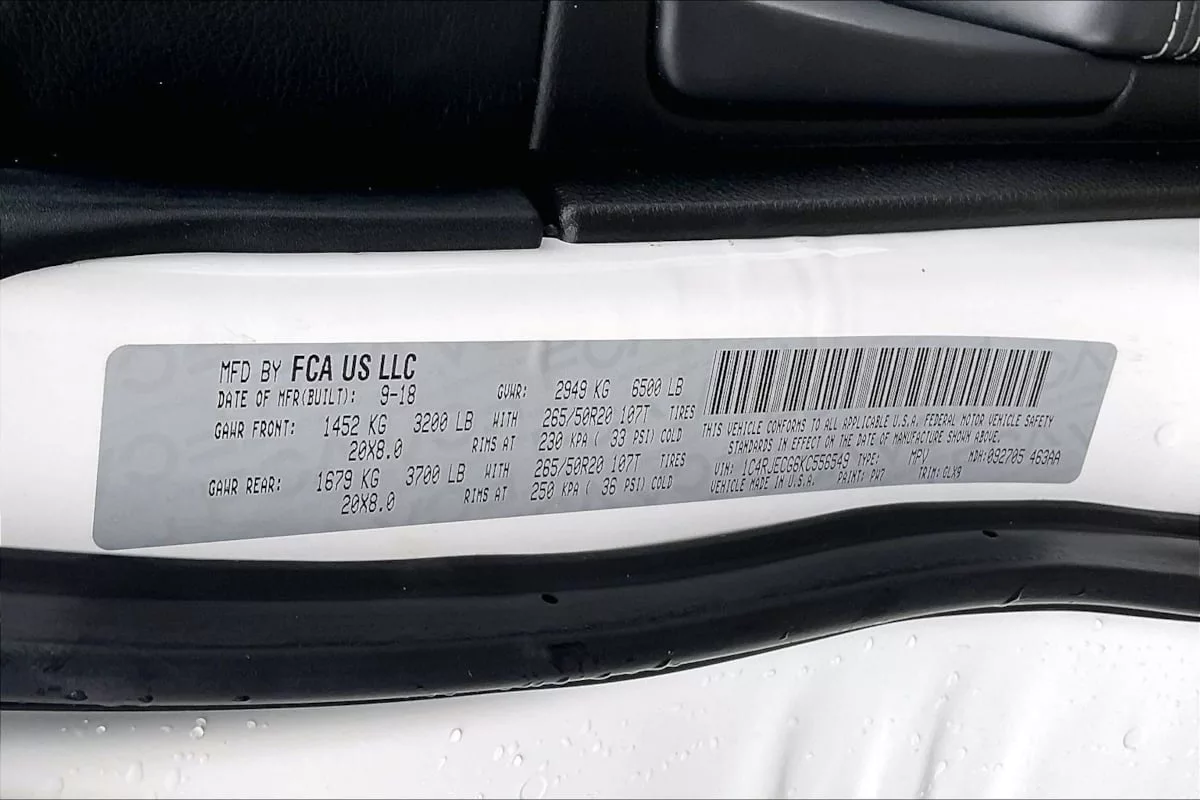 MFD BY FCA US LLC
DATE OF MFR(BUILT): 9-18 GVWR: 2949 KG 6500 LB
GAWR FRONT: 1452 KG 3200 LB WITH 265/50R20 107T TIRES
20X8.0 RIMS AT 230 KPA ( 33 PSI) COLD
GAWR REAR: 1679 KG 3700 LB WITH 265/50R20 107T TIRES
20X8.0 RIMS AT 250 KPA ( 36 PSI) COLD
THIS VEHICLE CONFORMS TO ALL APPLICABLE U.S.A. FEDERAL MOTOR VEHICLE SAFETY
STANDARDS IN EFFECT ON THE DATE OF MANUFACTURE SHOWN ABOVE.
VIN: 1C4RJECG6KC556549 TYPE: MPV MDH: 092705 463AA
VEHICLE MADE IN U.S.A. PAINT: PW7 TRIM: GLX9